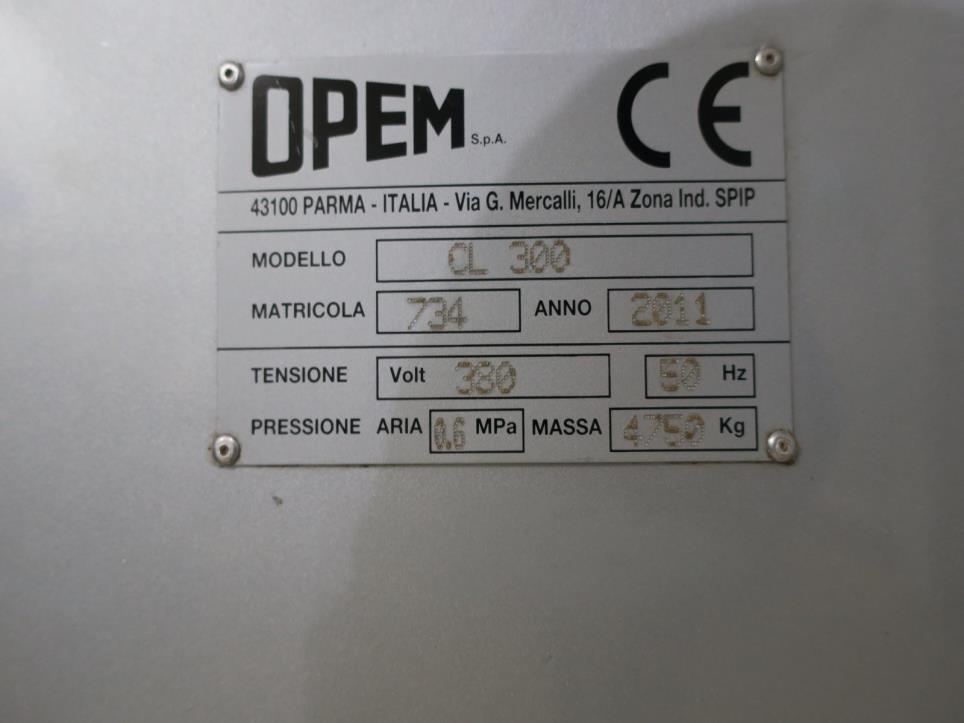 OPEM S.p.A. CE
43100 PARMA - ITALIA - Via G. Mercalli, 16/A Zona Ind. SPIP
MODELLO CL 300
MATRICOLA 734 ANNO 2011
TENSIONE Volt 380 50 Hz
PRESSIONE ARIA 0.6 MPa MASSA 4750 Kg